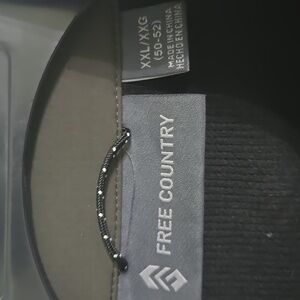 XXL/XXG
(50-52)
MADE IN CHINA
HECHO EN CHINA
FREE COUNTRY